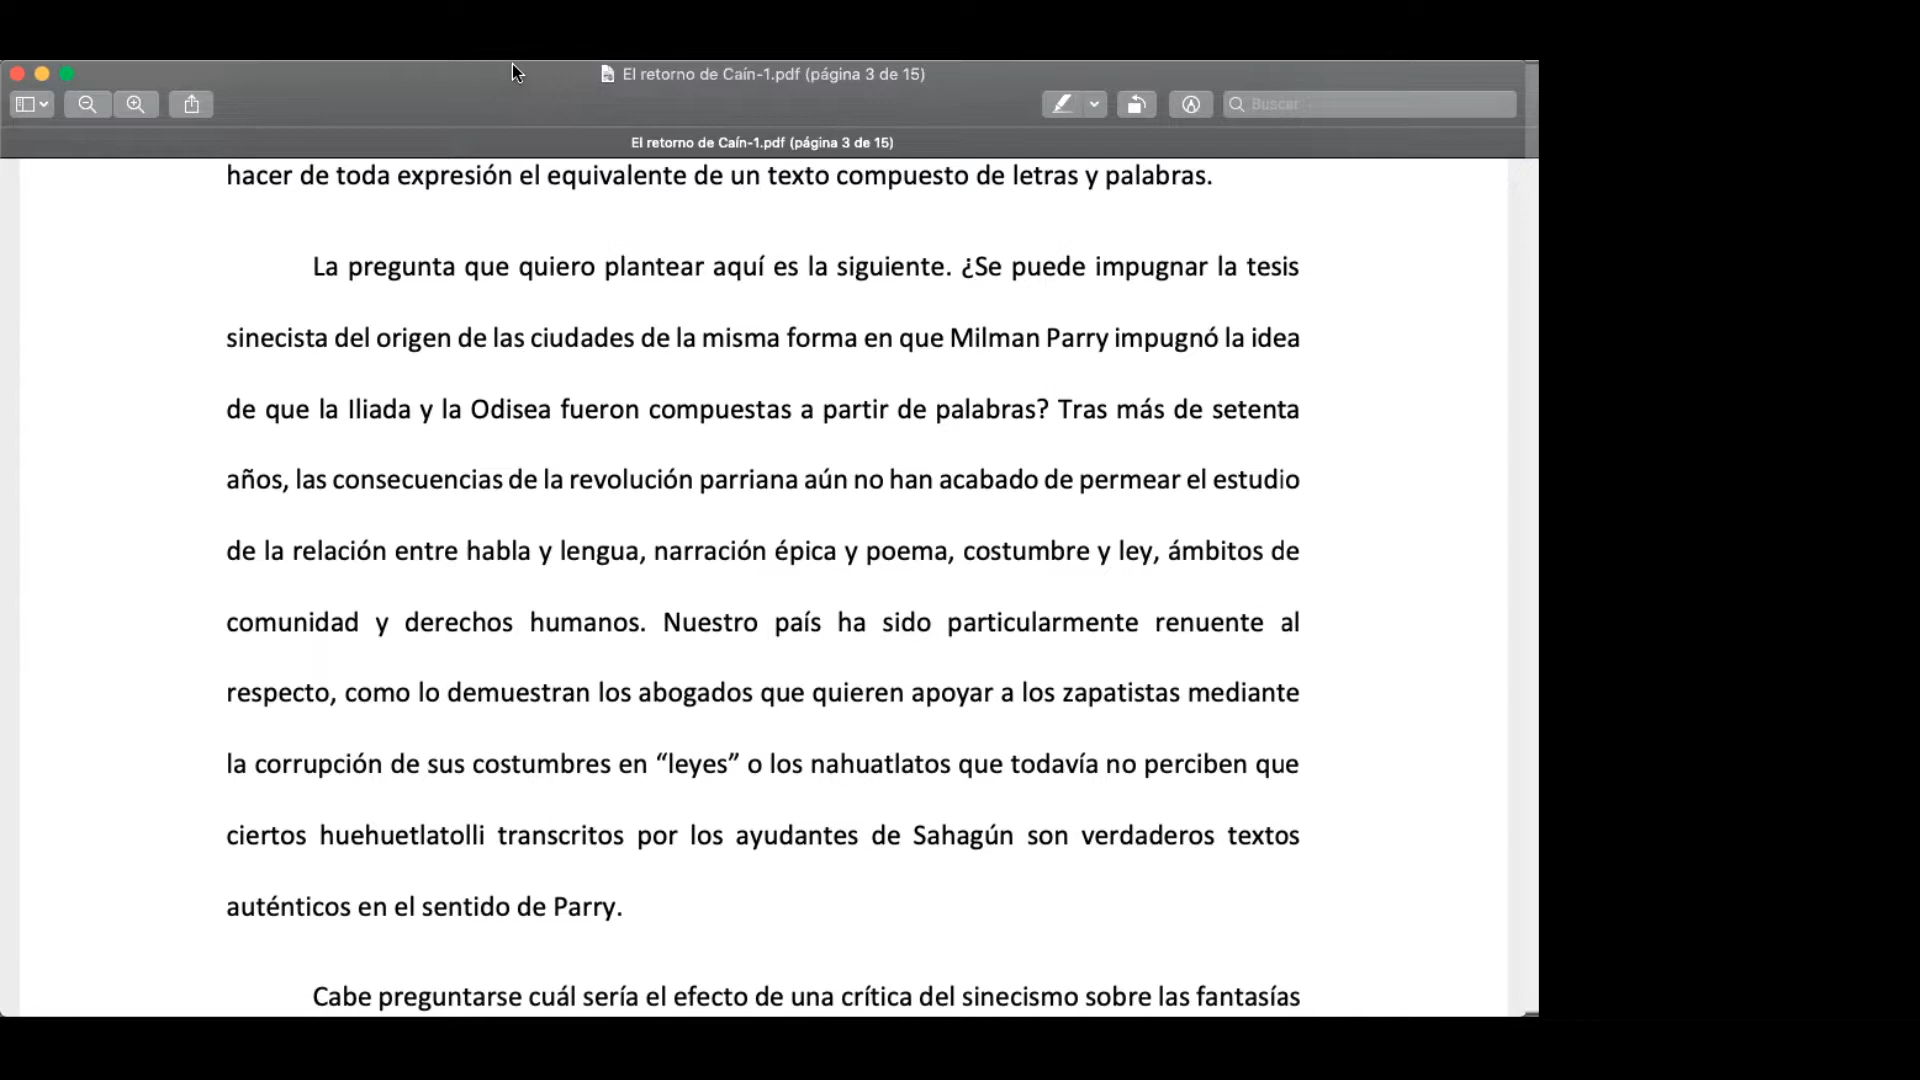 El retorno de Caín-1.pdf (página 3 de 15)
Buscar
El retorno de Caín-1.pdf (página 3 de 15)
hacer de toda expresión el equivalente de un texto compuesto de letras y palabras.
La pregunta que quiero plantear aquí es la siguiente. ¿Se puede impugnar la tesis
sinecista del origen de las ciudades de la misma forma en que Milman Parry impugnó la idea
de que la Iliada y la Odisea fueron compuestas a partir de palabras? Tras más de setenta
años, las consecuencias de la revolución parriana aún no han acabado de permear el estudio
de la relación entre habla y lengua, narración épica y poema, costumbre y ley, ámbitos de
comunidad y derechos humanos. Nuestro país ha sido particularmente renuente al
respecto, como lo demuestran los abogados que quieren apoyar a los zapatistas mediante
la corrupción de sus costumbres en “leyes” o los nahuatlatos que todavía no perciben que
ciertos huehuetlatolli transcritos por los ayudantes de Sahagún son verdaderos textos
auténticos en el sentido de Parry.
Cabe preguntarse cuál sería el efecto de una crítica del sinecismo sobre las fantasías